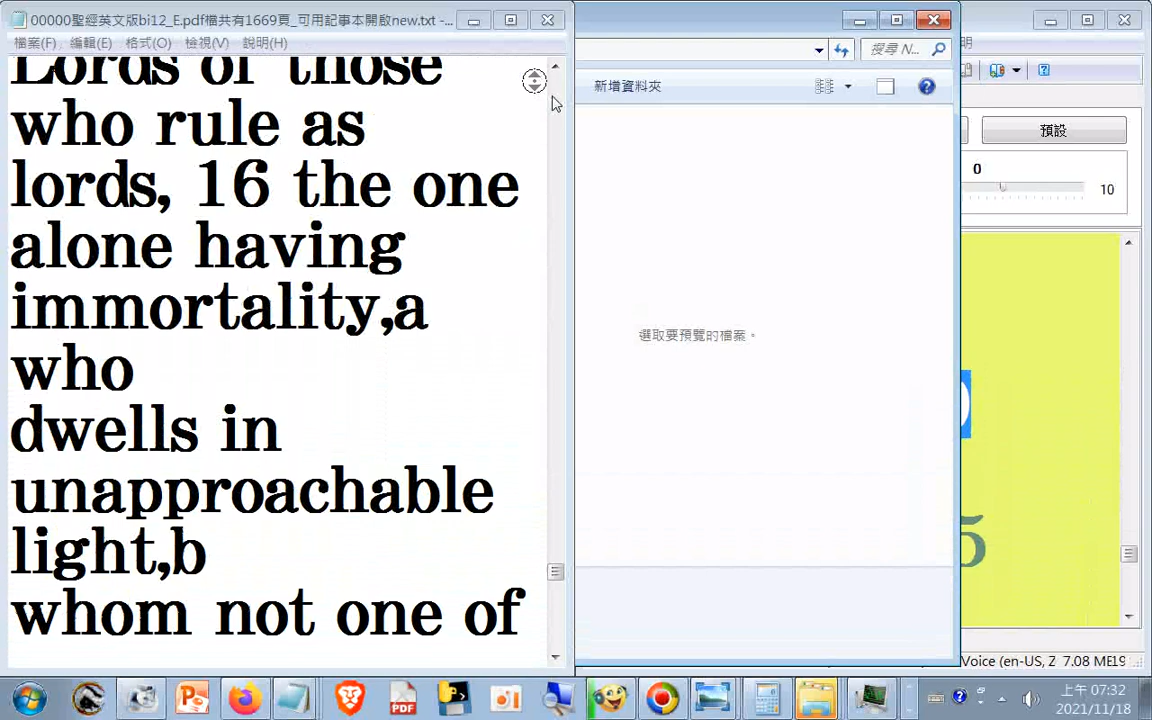 00000聖經英文版bi12_E.pdf檔共有1669頁_可用記事本開啟new.txt -...
檔案(F) 編輯(E) 格式(O) 檢視(V) 說明(H)
Lords of those
who rule as
lords, 16 the one
alone having
immortality,a
who
dwells in
unapproachable
light,b
whom not one of
搜尋 N...
新增資料夾
選取要預覽的檔案。
明
預設
0
10
5
Voice (en-US, Z 7.08 ME19
PDF
上午 07:32
2021/11/18